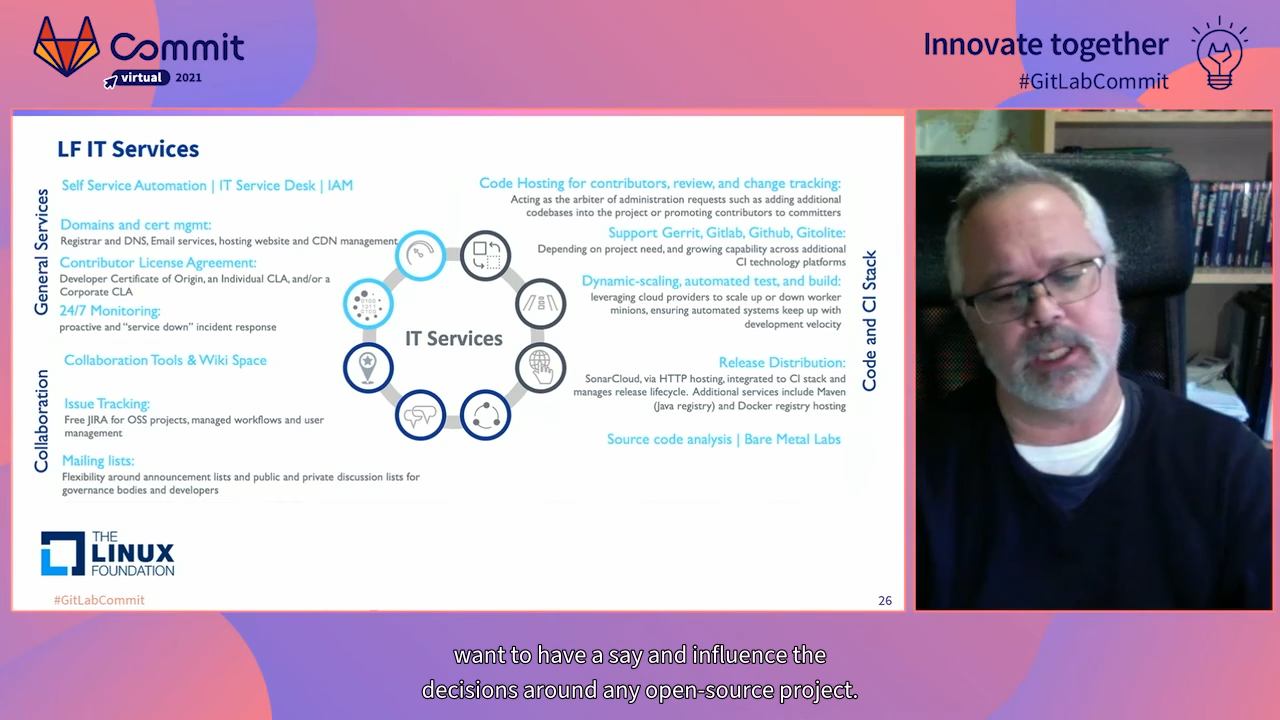 Commit
virtual 2021
Innovate together
#GitLabCommit
LF IT Services
General Services
Self Service Automation | IT Service Desk | IAM
Domains and cert mgmt:
Registrar and DNS, Email services, hosting website and CDN management
Contributor License Agreement:
Developer Certificate of Origin, an Individual CLA, and/or a
Corporate CLA
24/7 Monitoring:
proactive and “service down” incident response
Collaboration
Collaboration Tools & Wiki Space
Issue Tracking:
Free JIRA for OSS projects, managed workflows and user
management
Mailing lists:
Flexibility around announcement lists and public and private discussion lists for
governance bodies and developers
IT Services
Code Hosting for contributors, review, and change tracking:
Acting as the arbiter of administration requests such as adding additional
codebases into the project or promoting contributors to committers
Support Gerrit, Gitlab, Github, Gitolite:
Depending on project need, and growing capability across additional
CI technology platforms
Dynamic-scaling, automated test, and build:
leveraging cloud providers to scale up or down worker
minions, ensuring automated systems keep up with
development velocity
Release Distribution:
SonarCloud, via HTTP hosting, integrated to CI stack and
manages release lifecycle. Additional services include Maven
(Java registry) and Docker registry hosting
Source code analysis | Bare Metal Labs
Code and CI Stack
THE
LINUX
FOUNDATION
#GitLabCommit
26
want to have a say and influence the
decisions around any open-source project.